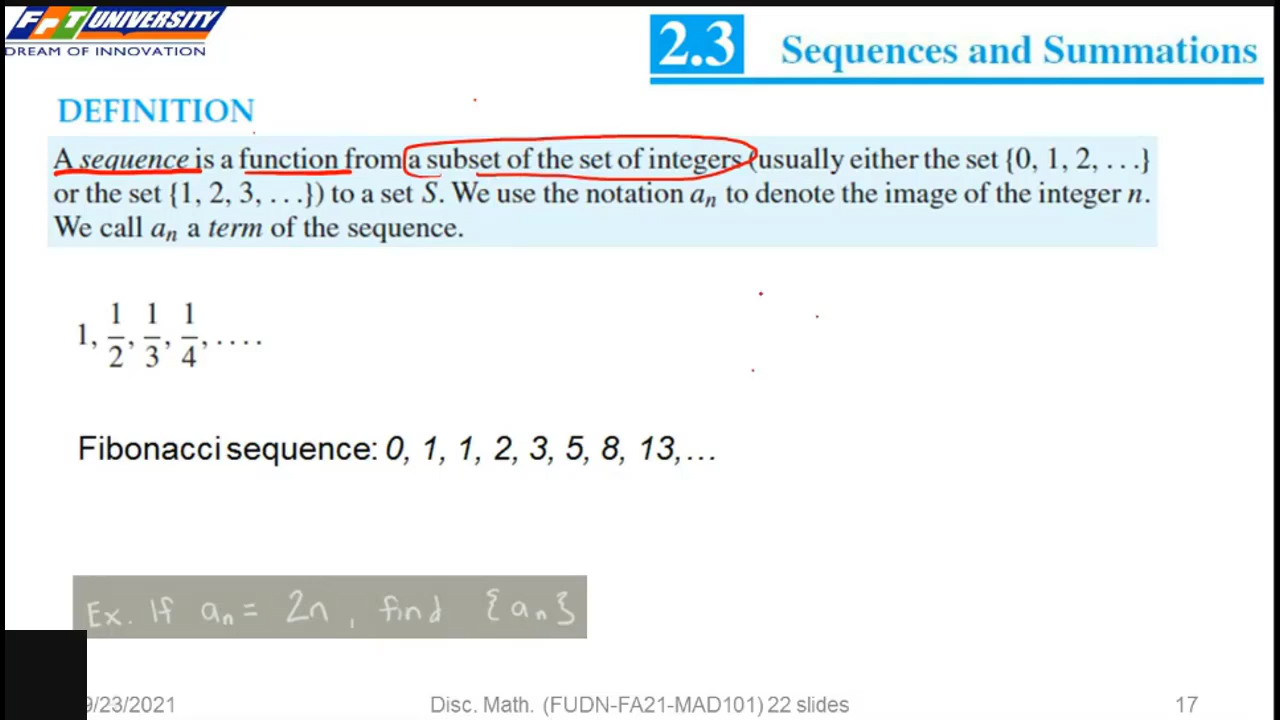 FPT UNIVERSITY
DREAM OF INNOVATION
2.3 Sequences and Summations
DEFINITION
A sequence is a function from a subset of the set of integers (usually either the set {0, 1, 2, ...}
or the set {1, 2, 3, ...}) to a set S. We use the notation aₙ to denote the image of the integer n.
We call aₙ a term of the sequence.
1, 1/2, 1/3, 1/4, ....
Fibonacci sequence: 0, 1, 1, 2, 3, 5, 8, 13,...
Ex. If aₙ = 2n, find {aₙ}
9/23/2021 Disc. Math. (FUDN-FA21-MAD101) 22 slides 17